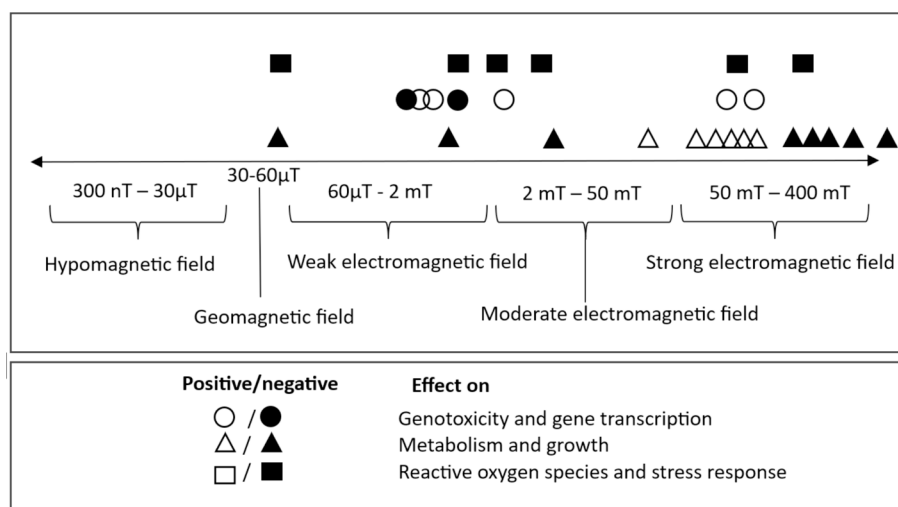 30-60μT
300 nT – 30μT
60μT - 2 mT
2 mT – 50 mT
50 mT – 400 mT
Hypomagnetic field
Weak electromagnetic field
Strong electromagnetic field
Geomagnetic field
Moderate electromagnetic field
Positive/negative Effect on
/ Genotoxicity and gene transcription
/ Metabolism and growth
/ Reactive oxygen species and stress response